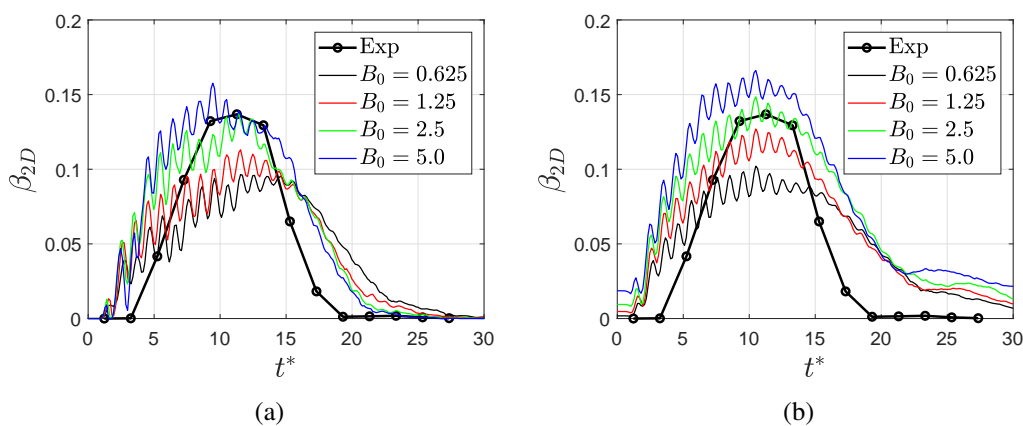 0.2
0.15
0.1
0.05
0
β2D
0 5 10 15 20 25 30
t*
Exp
B0 = 0.625
B0 = 1.25
B0 = 2.5
B0 = 5.0
(a)
0.2
0.15
0.1
0.05
0
β2D
0 5 10 15 20 25 30
t*
Exp
B0 = 0.625
B0 = 1.25
B0 = 2.5
B0 = 5.0
(b)